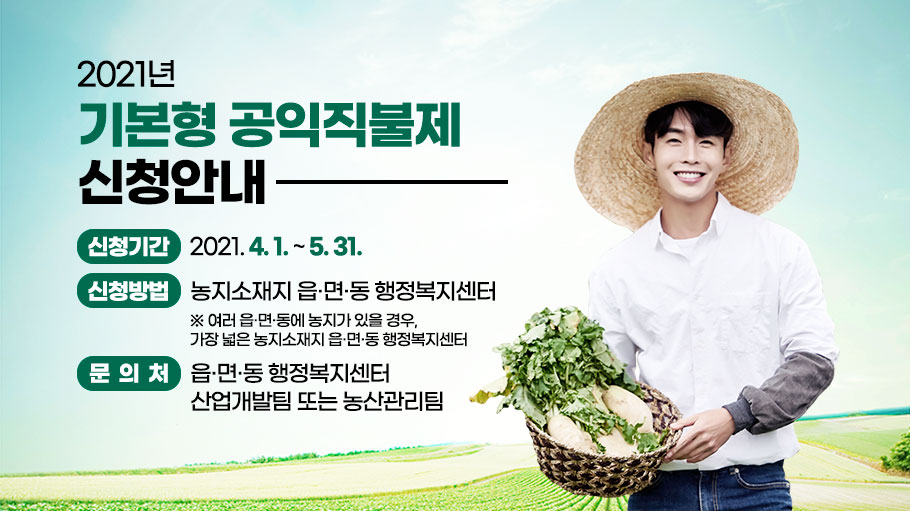 2021년
기본형 공익직불제
신청안내
신청기간 2021. 4. 1. ~ 5. 31.
신청방법 농지소재지 읍·면·동 행정복지센터
※ 여러 읍·면·동에 농지가 있을 경우,
가장 넓은 농지소재지 읍·면·동 행정복지센터
문 의 처 읍·면·동 행정복지센터
산업개발팀 또는 농산관리팀